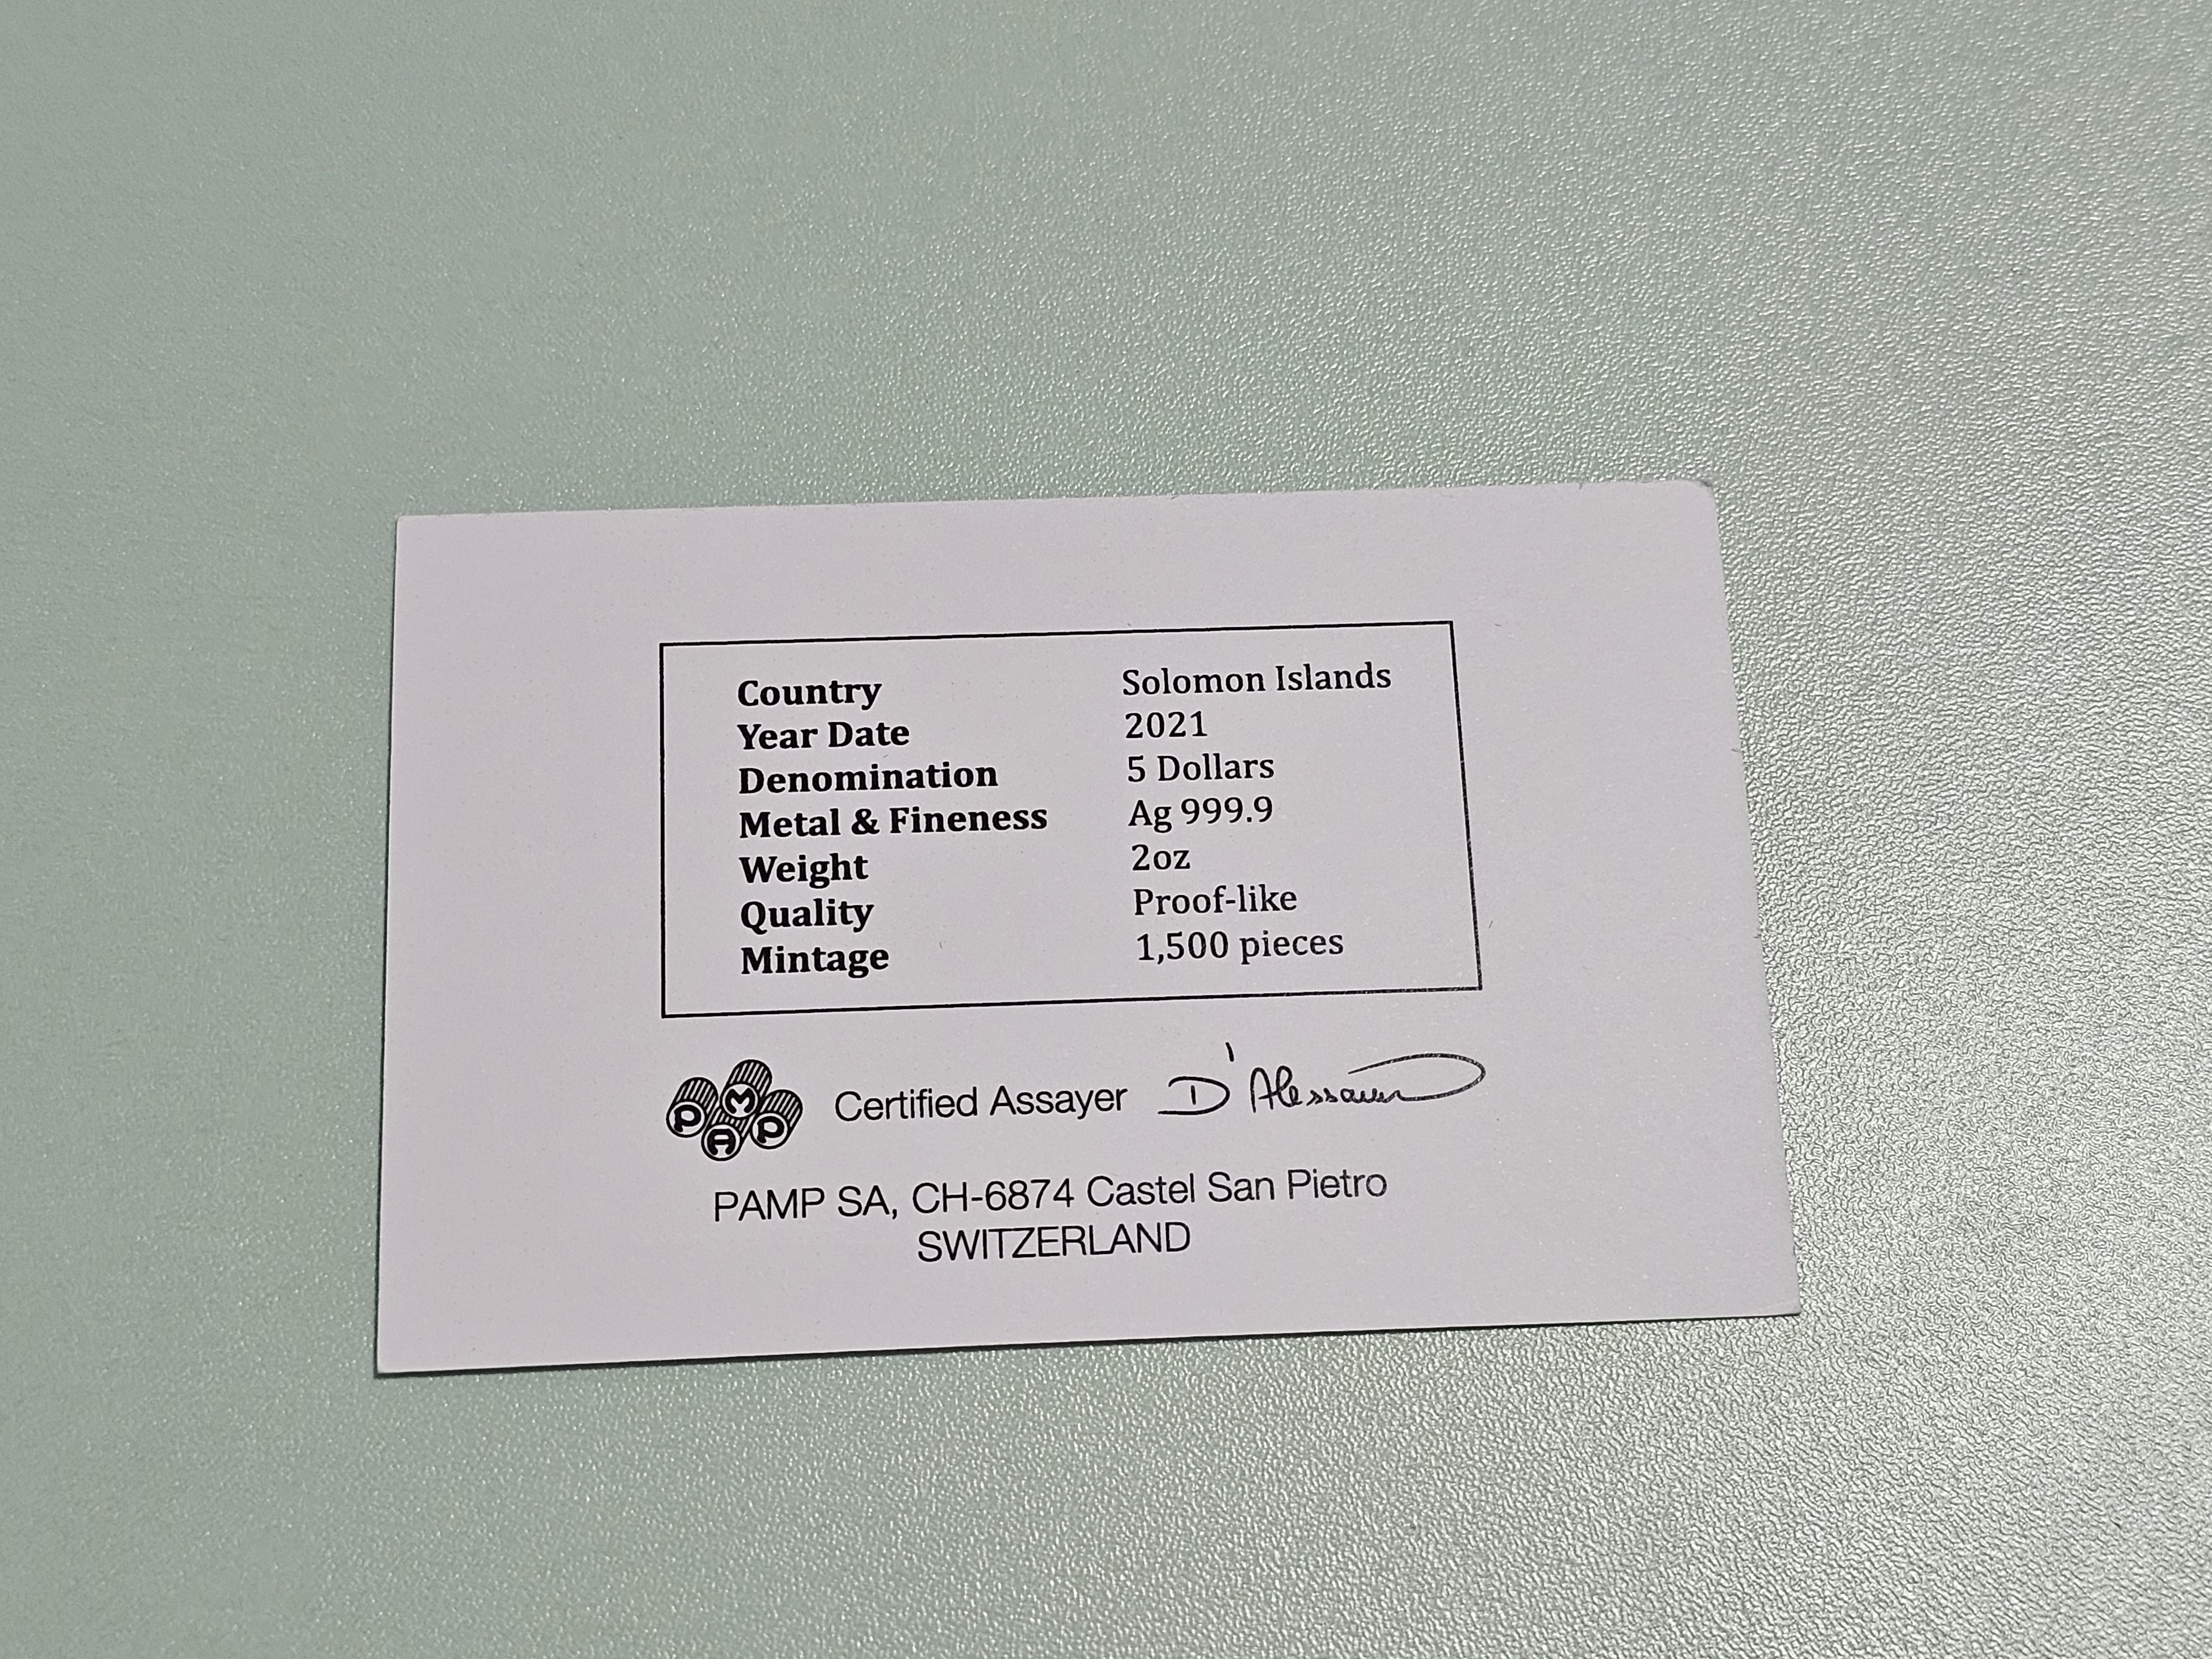 Country Solomon Islands
Year Date 2021
Denomination 5 Dollars
Metal & Fineness Ag 999.9
Weight 2oz
Quality Proof-like
Mintage 1,500 pieces
PAMP Certified Assayer
PAMP SA, CH-6874 Castel San Pietro
SWITZERLAND